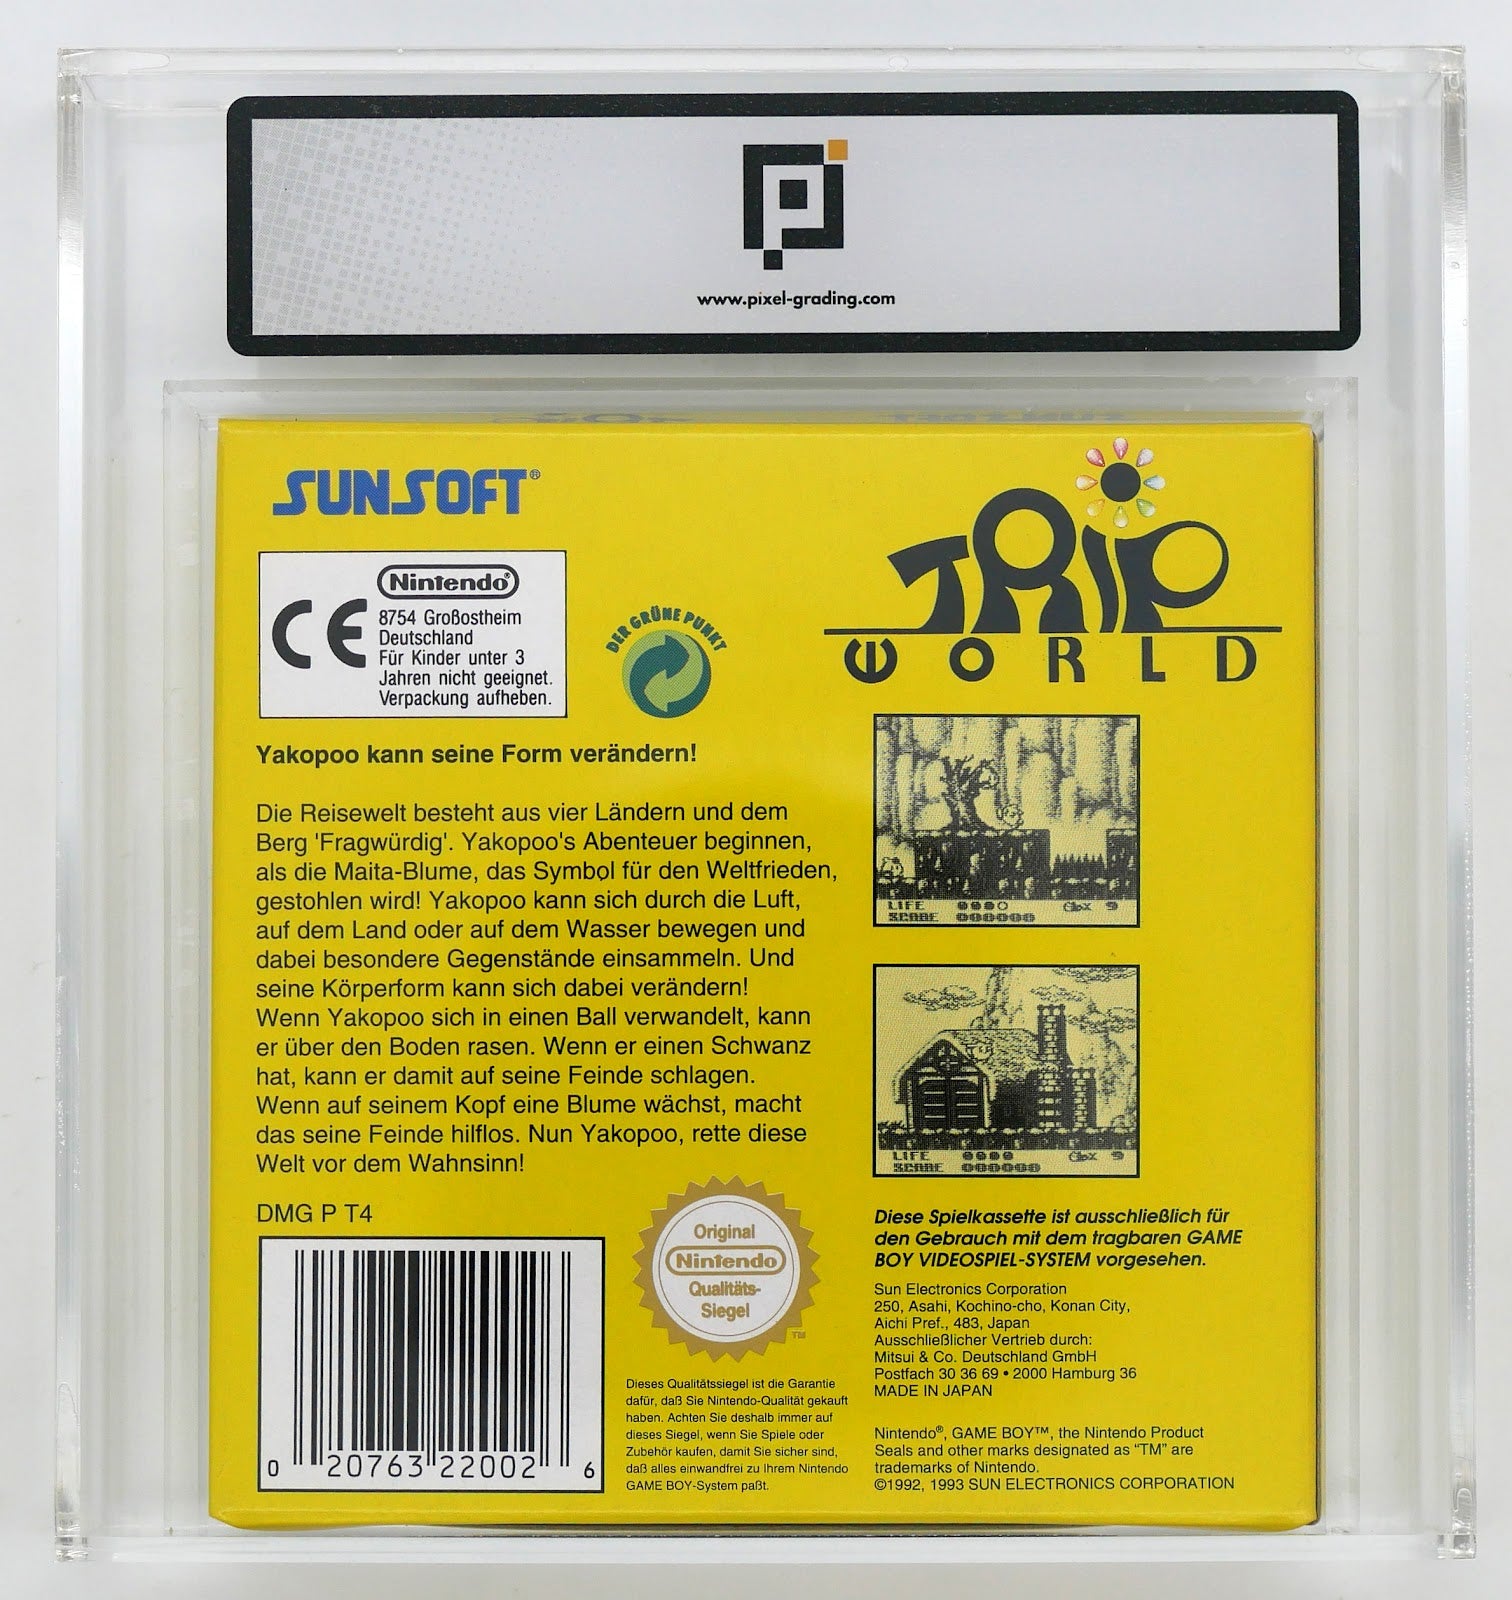 www.pixel-grading.com
SUNSOFT®
TRIP
WORLD
CE
Nintendo®
8754 Großostheim
Deutschland
Für Kinder unter 3
Jahren nicht geeignet.
Verpackung aufheben.
DER GRÜNE PUNKT
Yakopoo kann seine Form verändern!
Die Reisewelt besteht aus vier Ländern und dem
Berg 'Fragwürdig'. Yakopoo's Abenteuer beginnen,
als die Maita-Blume, das Symbol für den Weltfrieden,
gestohlen wird! Yakopoo kann sich durch die Luft,
auf dem Land oder auf dem Wasser bewegen und
dabei besondere Gegenstände einsammeln. Und
seine Körperform kann sich dabei verändern!
Wenn Yakopoo sich in einen Ball verwandelt, kann
er über den Boden rasen. Wenn er einen Schwanz
hat, kann er damit auf seine Feinde schlagen.
Wenn auf seinem Kopf eine Blume wächst, macht
das seine Feinde hilflos. Nun Yakopoo, rette diese
Welt vor dem Wahnsinn!
LIFE
SCORE 000000
LIFE
SCORE 000000
DMG P T4
0 20763 22002 6
Original
Nintendo
Qualitäts-
Siegel
TM
Dieses Qualitätssiegel ist die Garantie
dafür, daß Sie Nintendo-Qualität gekauft
haben. Achten Sie deshalb immer auf
dieses Siegel, wenn Sie Spiele oder
Zubehör kaufen, damit Sie sicher sind,
daß alles einwandfrei zu Ihrem Nintendo
GAME BOY-System paßt.
Diese Spielkassette ist ausschließlich für
den Gebrauch mit dem tragbaren GAME
BOY VIDEOSPIEL-SYSTEM vorgesehen.
Sun Electronics Corporation
250, Asahi, Kochino-cho, Konan City,
Aichi Pref., 483, Japan
Ausschließlicher Vertrieb durch:
Mitsui & Co. Deutschland GmbH
Postfach 30 36 69 • 2000 Hamburg 36
MADE IN JAPAN
Nintendo®, GAME BOY™, the Nintendo Product
Seals and other marks designated as “TM” are
trademarks of Nintendo.
©1992, 1993 SUN ELECTRONICS CORPORATION